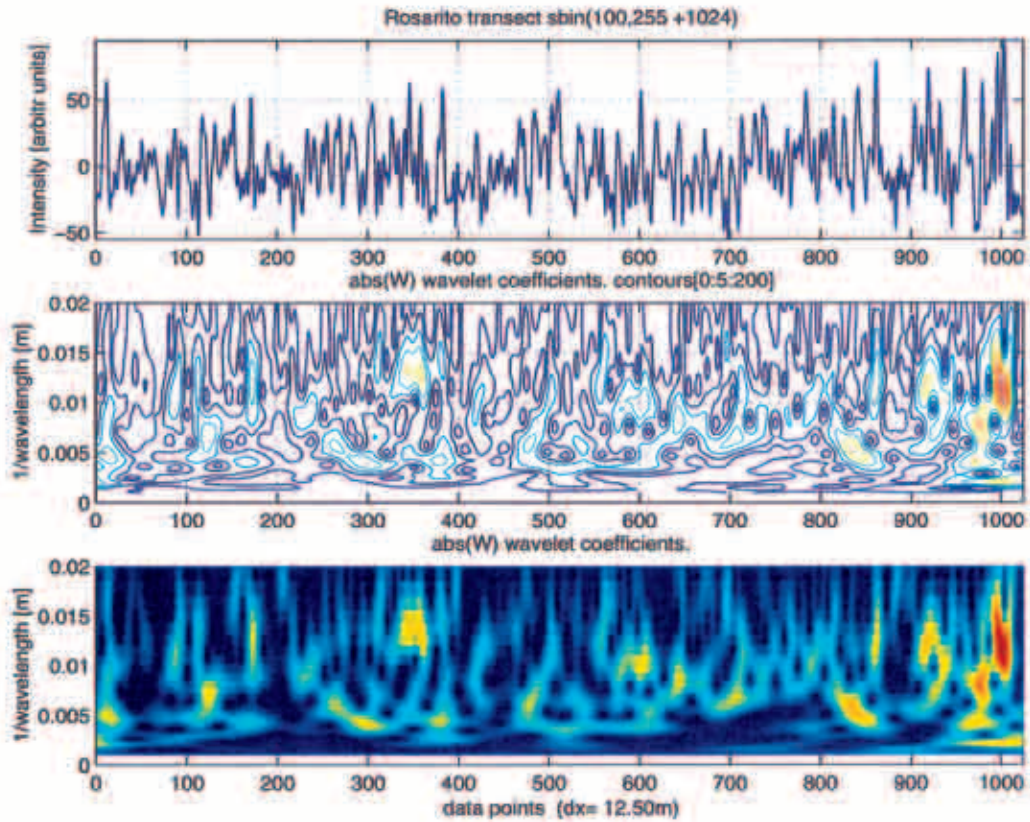 Rosarito transect sbin(100,255 +1024)
Intensity [arbitr units]
50
0
−50
0 100 200 300 400 500 600 700 800 900 1000
abs(W) wavelet coefficients. contours[0:5:200]
1/wavelength [m]
0.02
0.015
0.01
0.005
0
0 100 200 300 400 500 600 700 800 900 1000
abs(W) wavelet coefficients.
1/wavelength [m]
0.02
0.015
0.01
0.005
0
0 100 200 300 400 500 600 700 800 900 1000
data points (dx= 12.50m)